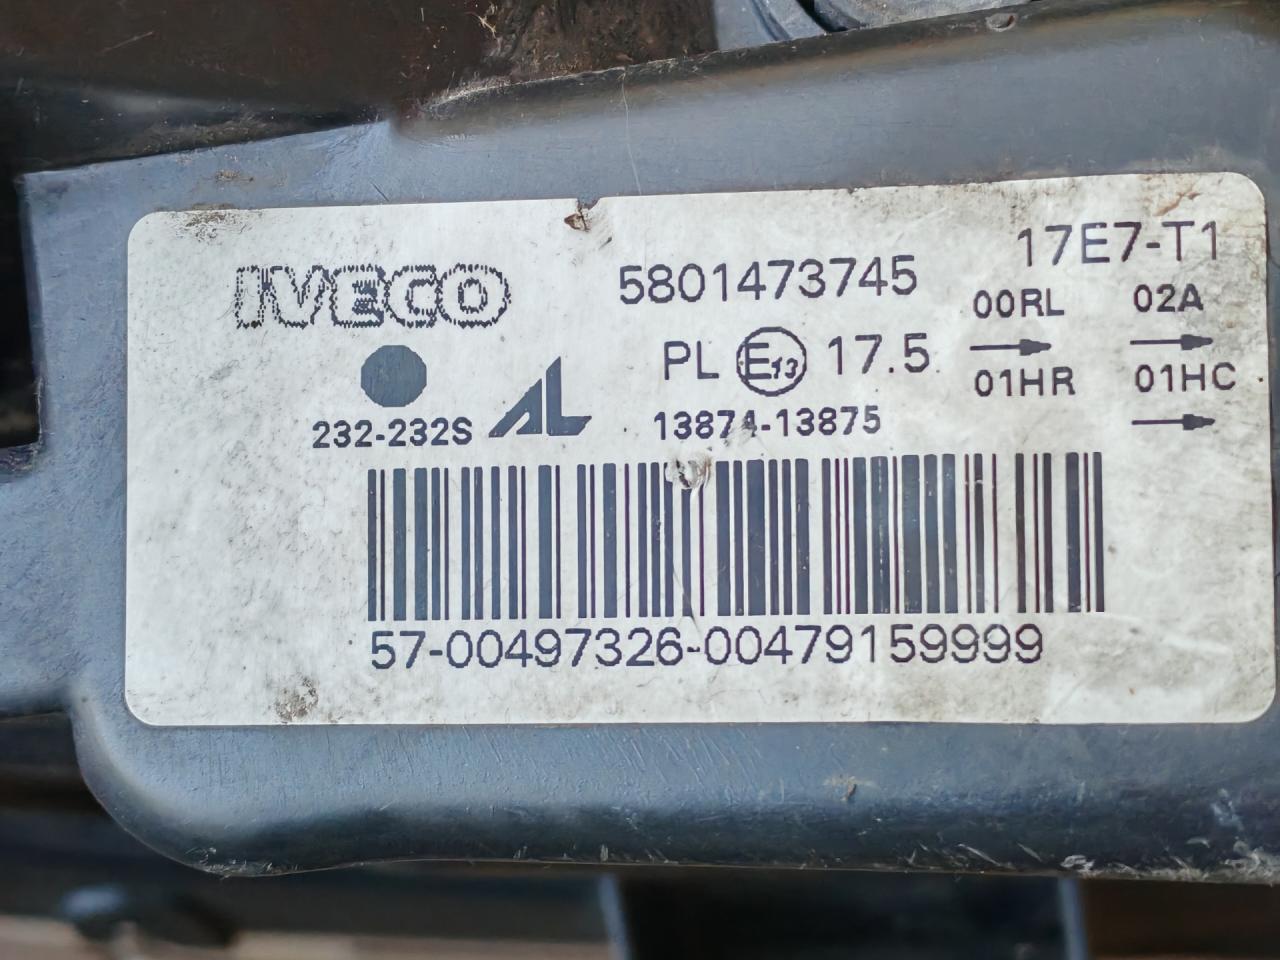 IVECO 5801473745 17E7-T1
00RL 02A
PL E13 17.5
01HR 01HC
232-232S AL 13874-13875
57-00497326-00479159999